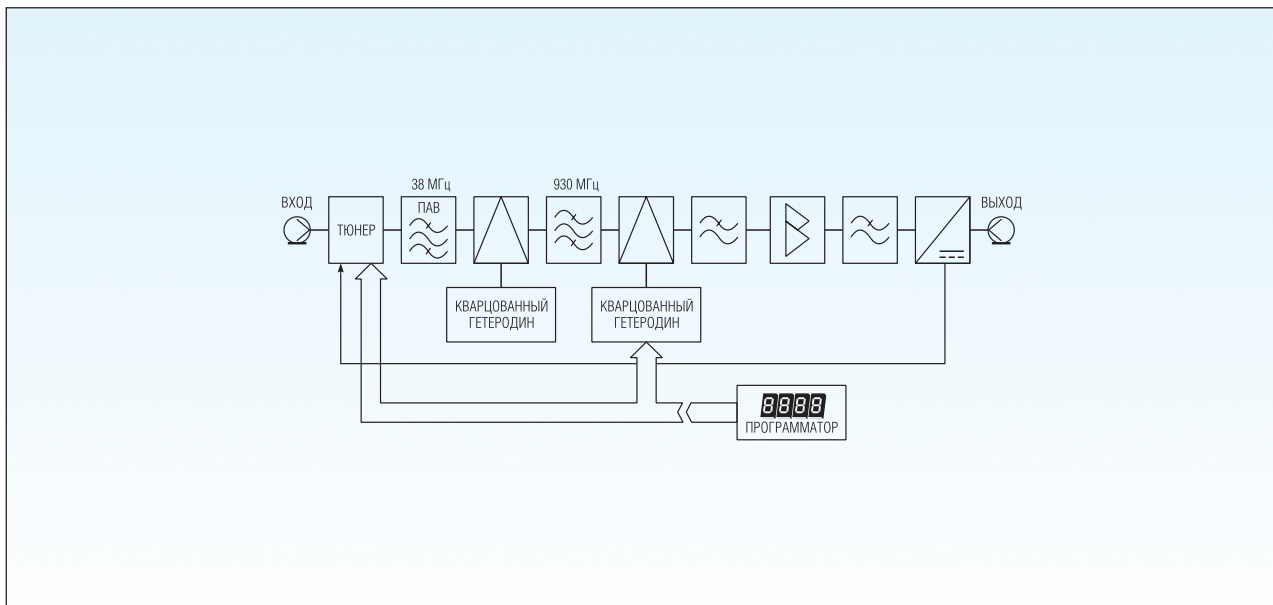 38 МГц
930 МГц
ВХОД
ПАВ
ВЫХОД
ТЮНЕР
КВАРЦОВАННЫЙ
ГЕТЕРОДИН
КВАРЦОВАННЫЙ
ГЕТЕРОДИН
8888
ПРОГРАММАТОР